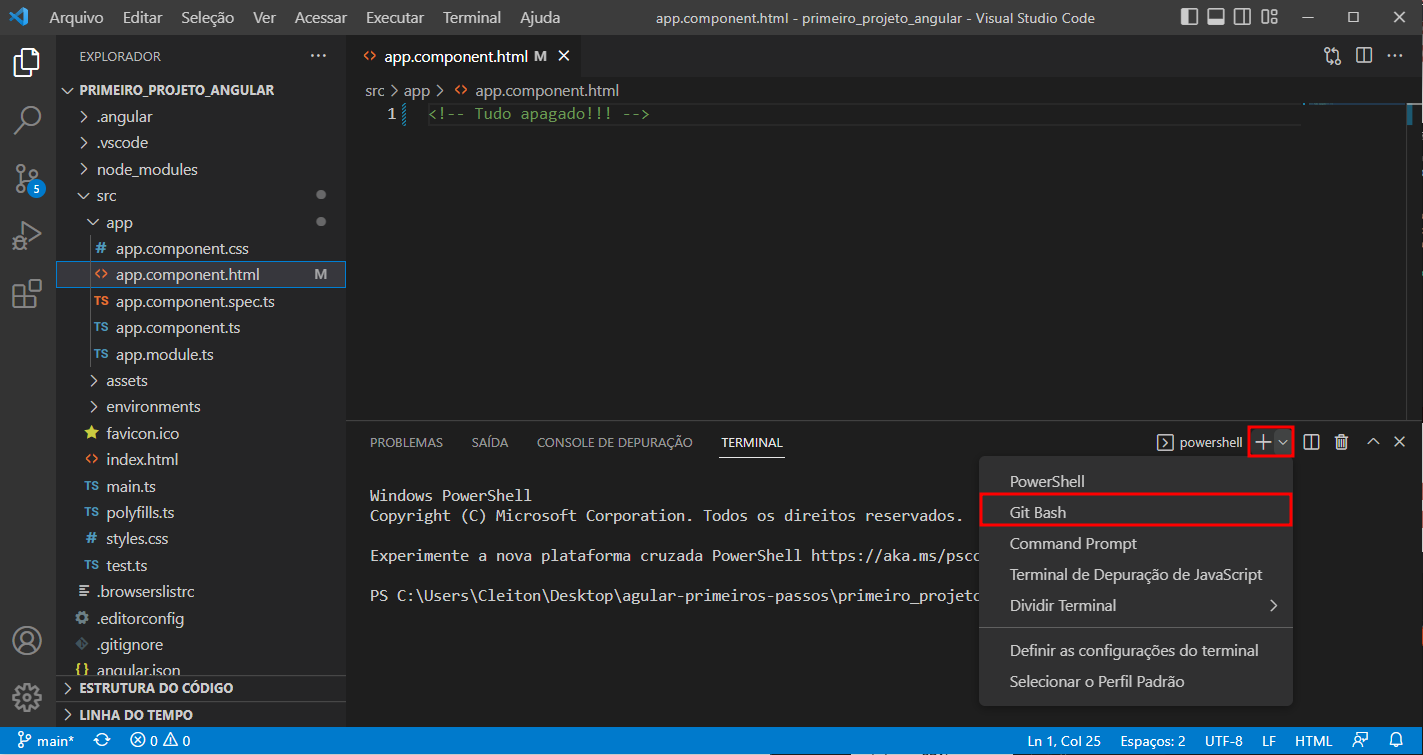 Arquivo Editar Seleção Ver Acessar Executar Terminal Ajuda app.component.html - primeiro_projeto_angular - Visual Studio Code
EXPLORADOR
PRIMEIRO_PROJETO_ANGULAR
.angular
.vscode
node_modules
src
app
# app.component.css
<> app.component.html M
TS app.component.spec.ts
TS app.component.ts
TS app.module.ts
assets
environments
favicon.ico
<> index.html
TS main.ts
TS polyfills.ts
# styles.css
TS test.ts
.browserslistrc
.editorconfig
.gitignore
{} angular.json
ESTRUTURA DO CÓDIGO
LINHA DO TEMPO
5
<> app.component.html M
src > app > <> app.component.html
1 <!-- Tudo apagado!!! -->
PROBLEMAS SAÍDA CONSOLE DE DEPURAÇÃO TERMINAL powershell
Windows PowerShell
Copyright (C) Microsoft Corporation. Todos os direitos reservados.
Experimente a nova plataforma cruzada PowerShell https://aka.ms/psco
PS C:\Users\Cleiton\Desktop\agular-primeiros-passos\primeiro_projeto
PowerShell
Git Bash
Command Prompt
Terminal de Depuração de JavaScript
Dividir Terminal
Definir as configurações do terminal
Selecionar o Perfil Padrão
main* 0 0 Ln 1, Col 25 Espaços: 2 UTF-8 LF HTML